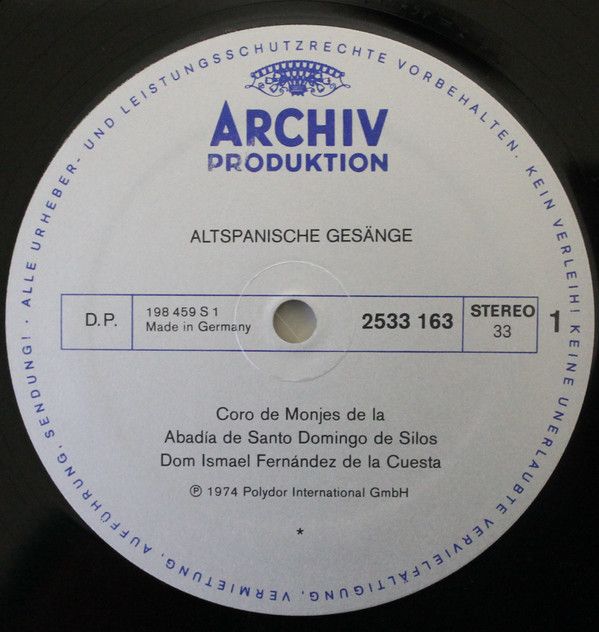 ALLE URHEBER- UND LEISTUNGSSCHUTZRECHTE VORBEHALTEN. KEIN VERLEIH! KEINE UNERLAUBTE VERVIELFÄLTIGUNG, VERMIETUNG, AUFFÜHRUNG, SENDUNG! ·
ARCHIV
PRODUKTION
ALTSPANISCHE GESÄNGE
D.P.
198 459 S 1
Made in Germany
2533 163
STEREO
33
1
Coro de Monjes de la
Abadía de Santo Domingo de Silos
Dom Ismael Fernández de la Cuesta
Ⓟ 1974 Polydor International GmbH
*